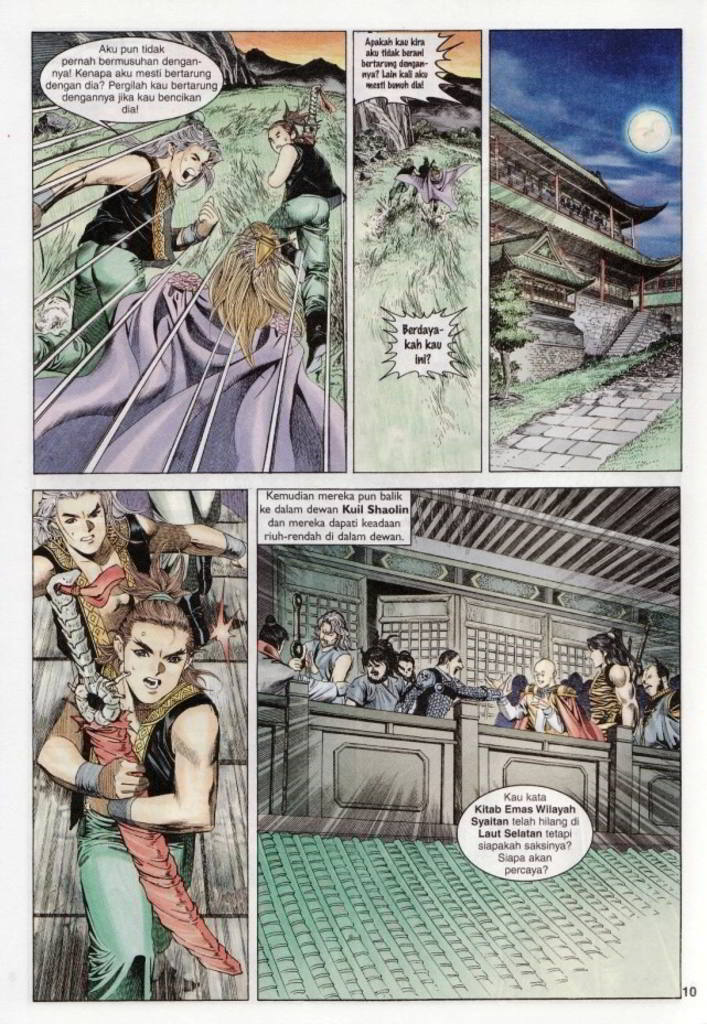 Aku pun tidak
pernah bermusuhan dengan-
nya! Kenapa aku mesti bertarung
dengan dia? Pergilah kau bertarung
dengannya jika kau bencikan
dia!
Apakah kau kira
aku tidak berani
bertarung dengan-
nya? Lain kali aku
mesti bunuh dia!
Berdaya-
kah kau
ini?
Kemudian mereka pun balik
ke dalam dewan Kuil Shaolin
dan mereka dapati keadaan
riuh-rendah di dalam dewan.
Kau kata
Kitab Emas Wilayah
Syaitan telah hilang di
Laut Selatan tetapi
siapakah saksinya?
Siapa akan
percaya?
10